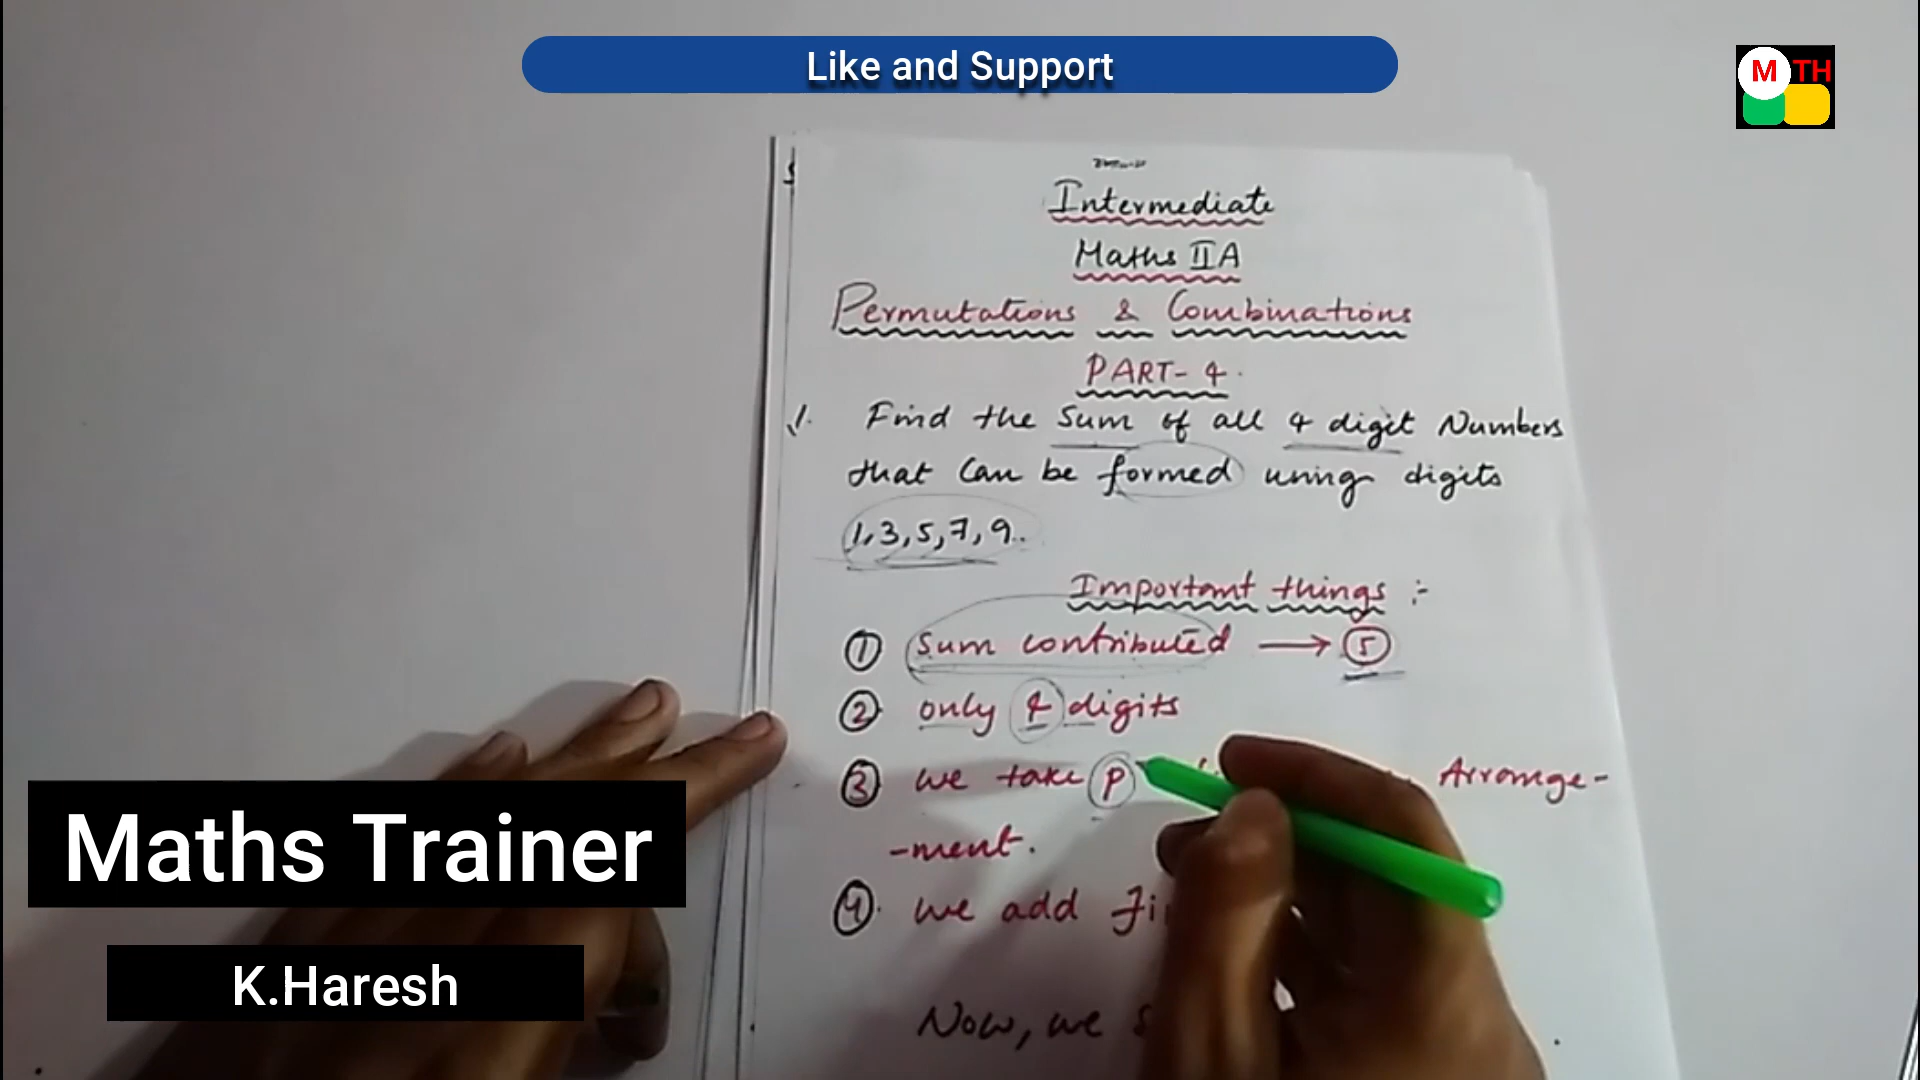 Like and Support
M TH
Intermediate
Maths II A
Permutations & Combinations
PART-4.
1. Find the Sum of all 4 digit Numbers
that Can be formed using digits
1,3,5,7,9.
Important things :-
① Sum contributed → ⑤
② only 4 digits
③ we take P Arrange-
-ment.
④. we add
Now, we
Maths Trainer
K.Haresh